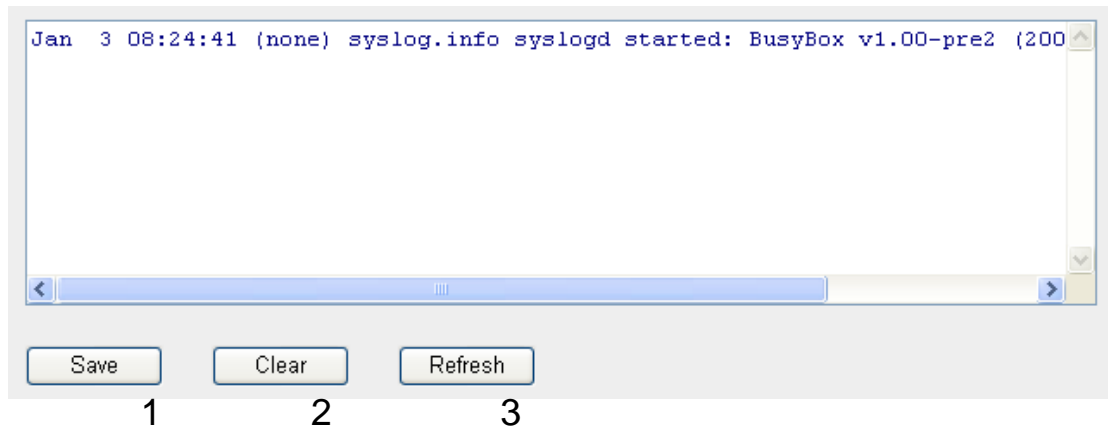 Jan  3 08:24:41 (none) syslog.info syslogd started: BusyBox v1.00-pre2 (200
Save Clear Refresh
1 2 3